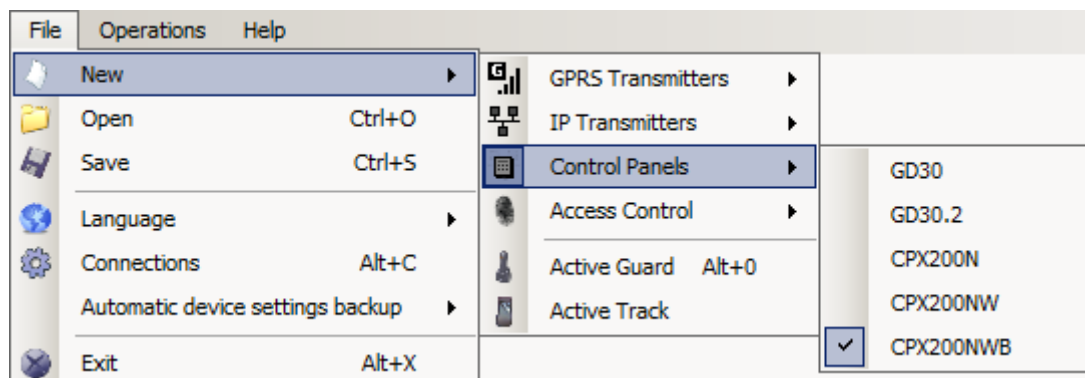 File Operations Help
New
Open Ctrl+O
Save Ctrl+S
Language
Connections Alt+C
Automatic device settings backup
Exit Alt+X
GPRS Transmitters
IP Transmitters
Control Panels
Access Control
Active Guard Alt+0
Active Track
GD30
GD30.2
CPX200N
CPX200NW
CPX200NWB